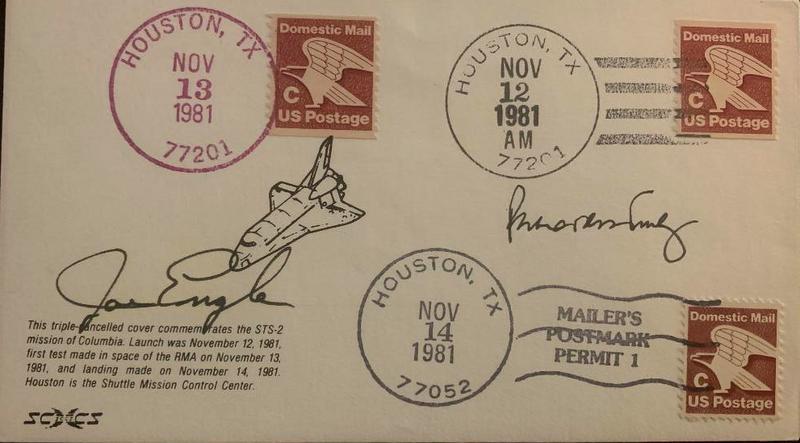 HOUSTON, TX
NOV
13
1981
77201
Domestic Mail
C
US Postage
HOUSTON, TX
NOV
12
1981
AM
77201
Domestic Mail
C
US Postage
Joe Engle
Richard H. Truly
HOUSTON, TX
NOV
14
1981
77052
MAILER'S
POSTMARK
PERMIT 1
Domestic Mail
C
US Postage
This triple-cancelled cover commemorates the STS-2
mission of Columbia. Launch was November 12, 1981,
first test made in space of the RMA on November 13,
1981, and landing made on November 14, 1981.
Houston is the Shuttle Mission Control Center.